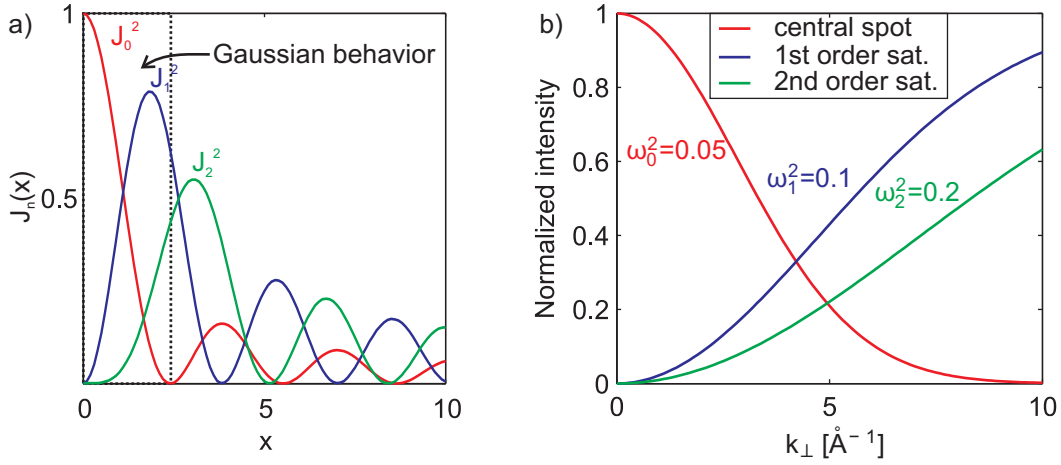 a)
1
J₀²
Gaussian behavior
J₁²
J₂²
0.5
Jₙ(x)
0
0
5
10
x
b)
1
0.8
0.6
0.4
0.2
0
Normalized intensity
central spot
1st order sat.
2nd order sat.
ω₀²=0.05
ω₁²=0.1
ω₂²=0.2
0
5
10
k⊥ [Å⁻¹]